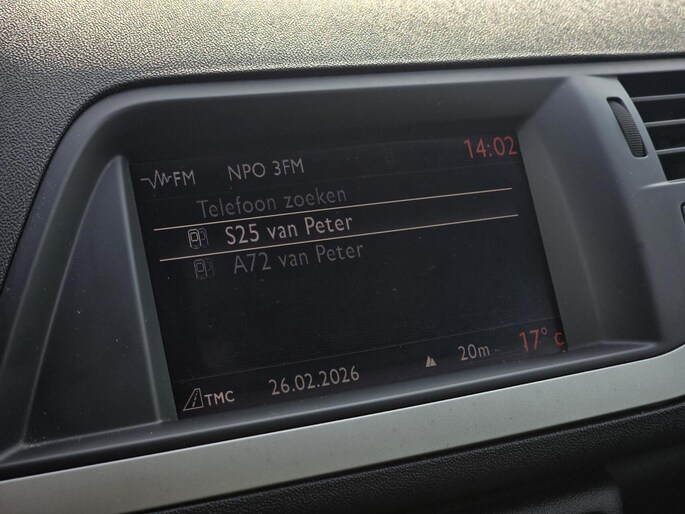 FM NPO 3FM 14:02
Telefoon zoeken
S25 van Peter
A72 van Peter
TMC 26.02.2026 20m 17° C